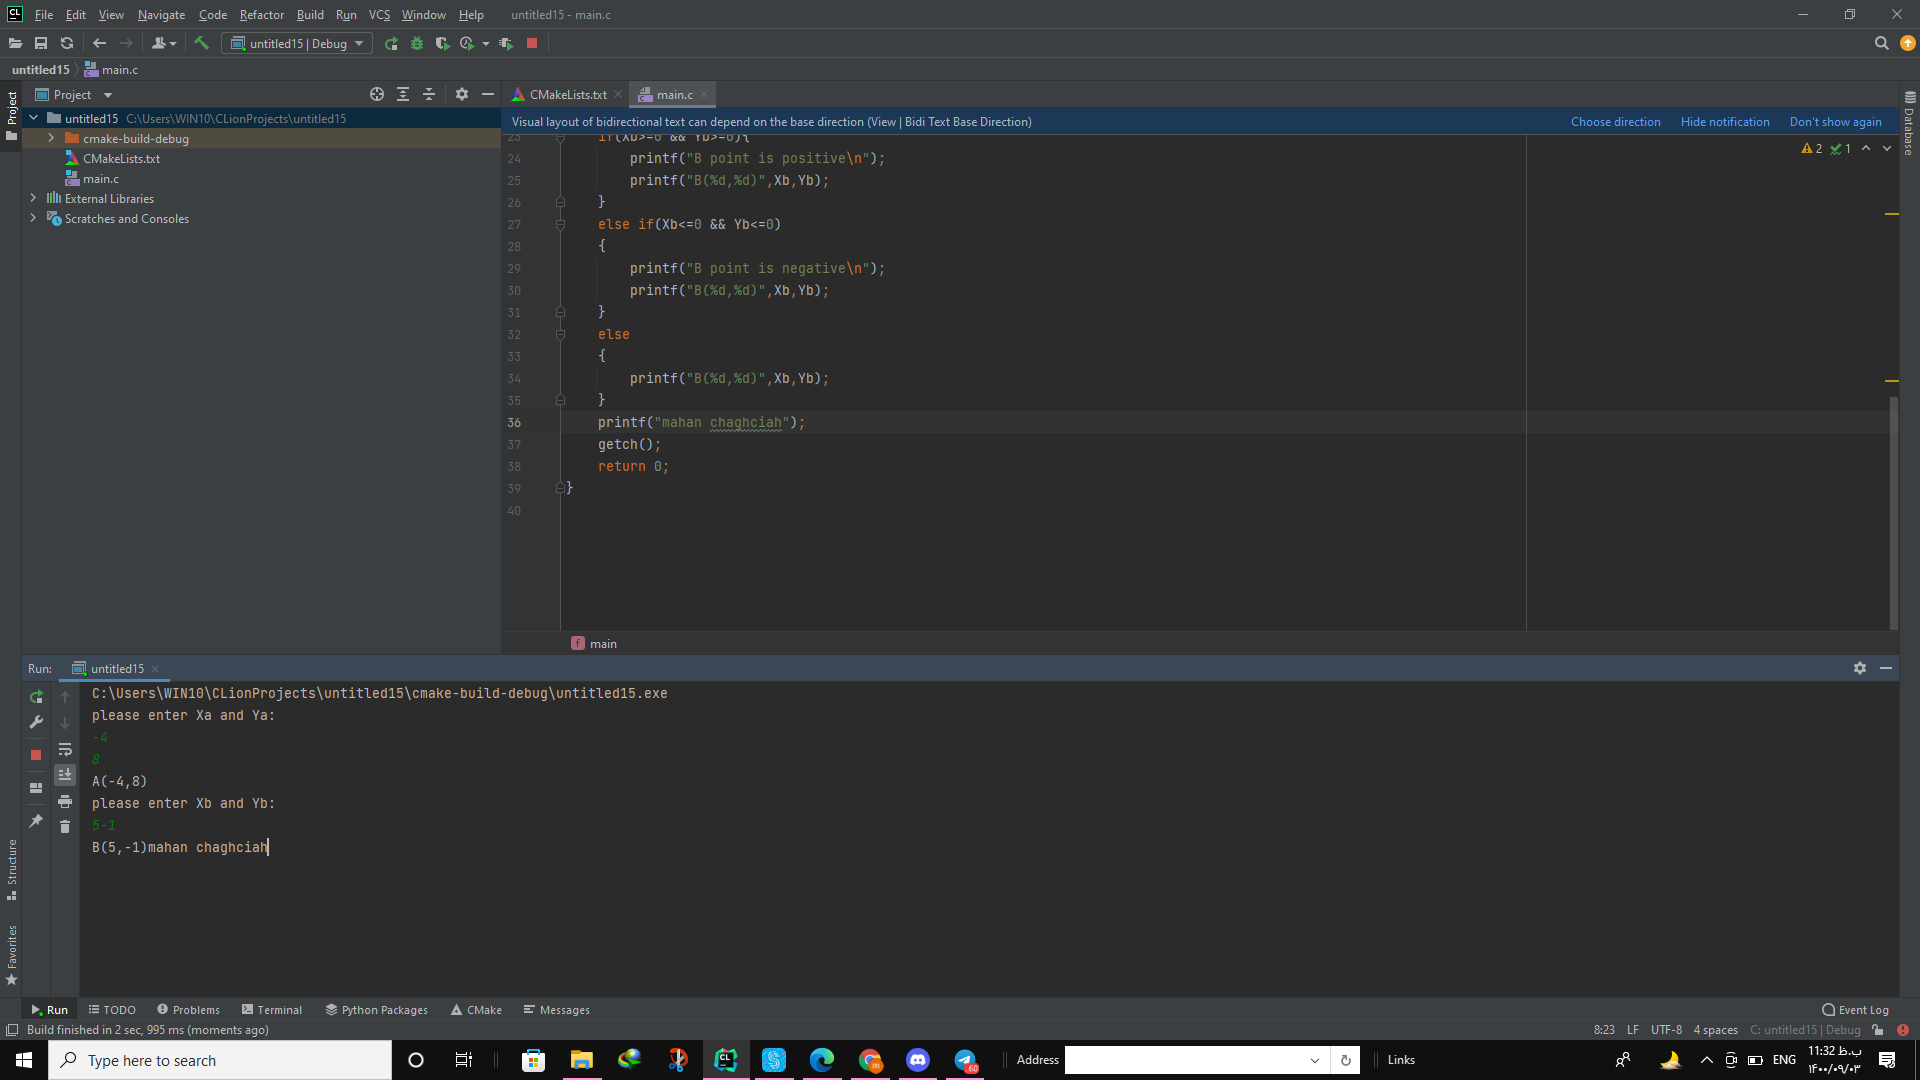 File Edit View Navigate Code Refactor Build Run VCS Window Help untitled15 - main.c
untitled15 | Debug
untitled15 main.c
Project
CMakeLists.txt main.c
untitled15 C:\Users\WIN10\CLionProjects\untitled15
cmake-build-debug
CMakeLists.txt
main.c
External Libraries
Scratches and Consoles
Visual layout of bidirectional text can depend on the base direction (View | Bidi Text Base Direction) Choose direction Hide notification Don't show again
2 1
23 if(Xb>=0 && Yb>=0){
24 printf("B point is positive\n");
25 printf("B(%d,%d)",Xb,Yb);
26 }
27 else if(Xb<=0 && Yb<=0)
28 {
29 printf("B point is negative\n");
30 printf("B(%d,%d)",Xb,Yb);
31 }
32 else
33 {
34 printf("B(%d,%d)",Xb,Yb);
35 }
36 printf("mahan chaghciah");
37 getch();
38 return 0;
39 }
40
f main
Project
Database
Structure
Favorites
Run: untitled15
C:\Users\WIN10\CLionProjects\untitled15\cmake-build-debug\untitled15.exe
please enter Xa and Ya:
-4
8
A(-4,8)
please enter Xb and Yb:
5-1
B(5,-1)mahan chaghciah
Run TODO Problems Terminal Python Packages CMake Messages Event Log
Build finished in 2 sec, 995 ms (moments ago) 8:23 LF UTF-8 4 spaces C: untitled15 | Debug
Type here to search Address Links ENG 11:32 ب.ظ
۱۴۰۰/۰۹/۰۳
CL
60